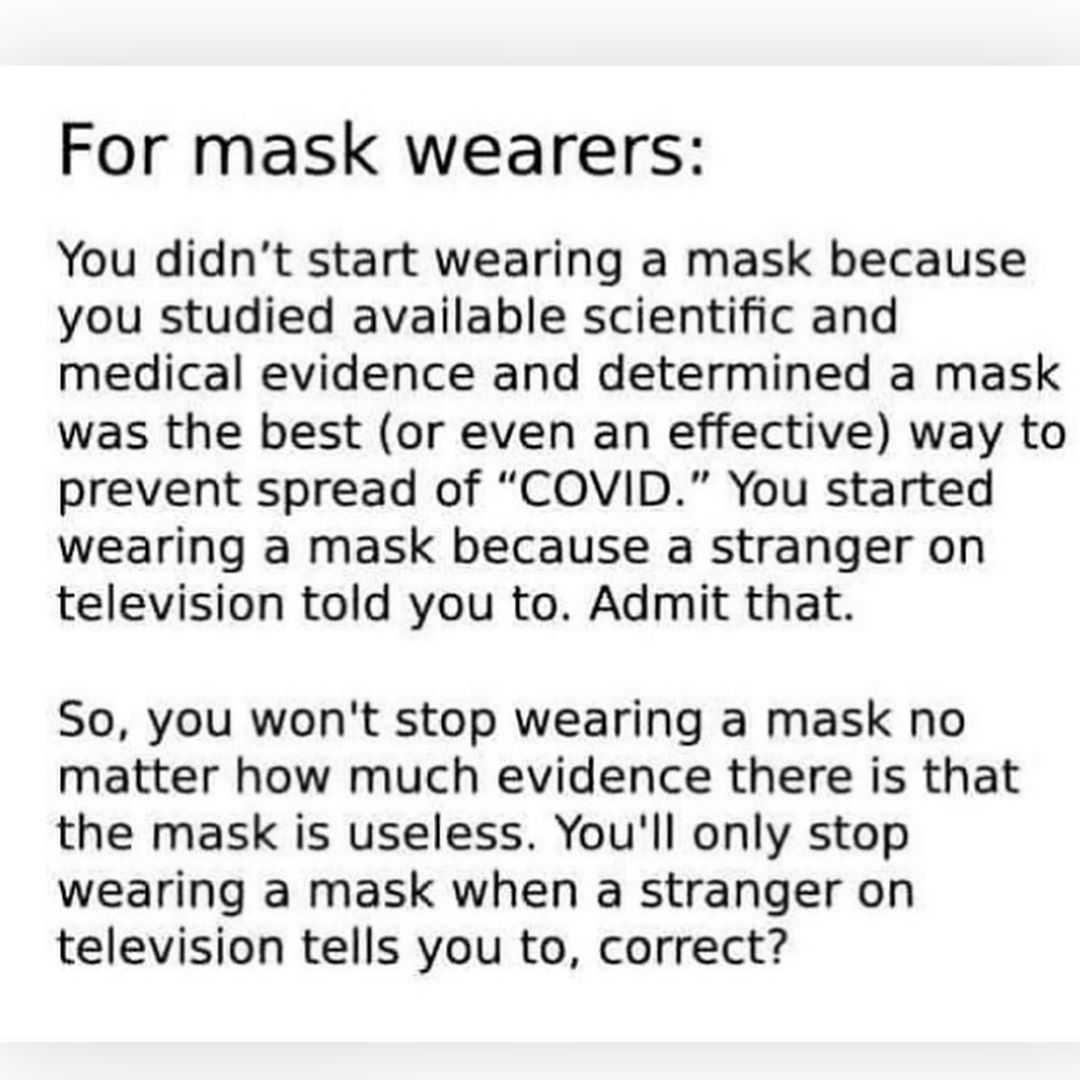 For mask wearers:
You didn’t start wearing a mask because
you studied available scientific and
medical evidence and determined a mask
was the best (or even an effective) way to
prevent spread of “COVID.” You started
wearing a mask because a stranger on
television told you to. Admit that.
So, you won't stop wearing a mask no
matter how much evidence there is that
the mask is useless. You'll only stop
wearing a mask when a stranger on
television tells you to, correct?